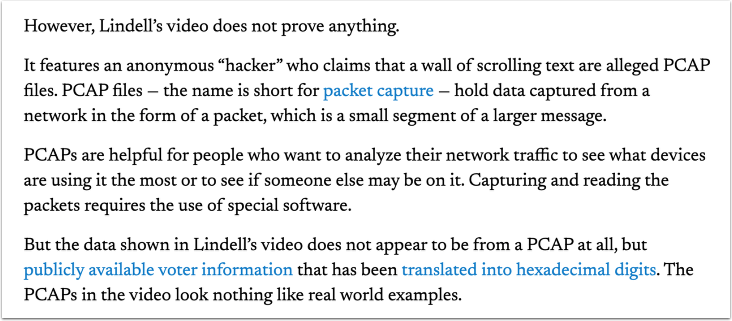 However, Lindell’s video does not prove anything.
It features an anonymous “hacker” who claims that a wall of scrolling text are alleged PCAP
files. PCAP files — the name is short for packet capture — hold data captured from a
network in the form of a packet, which is a small segment of a larger message.
PCAPs are helpful for people who want to analyze their network traffic to see what devices
are using it the most or to see if someone else may be on it. Capturing and reading the
packets requires the use of special software.
But the data shown in Lindell’s video does not appear to be from a PCAP at all, but
publicly available voter information that has been translated into hexadecimal digits. The
PCAPs in the video look nothing like real world examples.